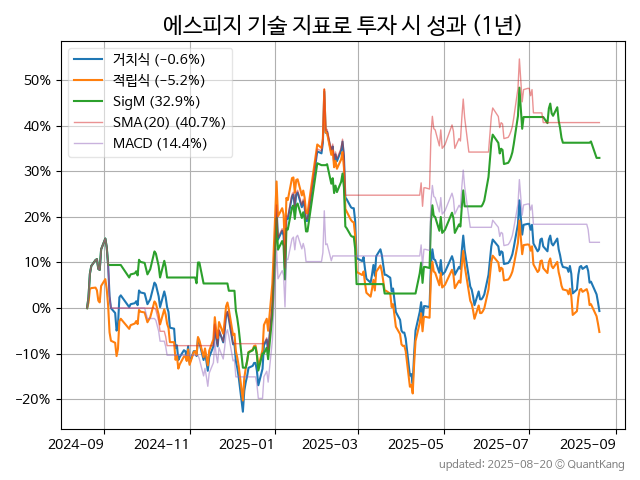 에스피지 기술 지표로 투자 시 성과 (1년)
거치식 (−0.6%)
적립식 (−5.2%)
SigM (32.9%)
SMA(20) (40.7%)
MACD (14.4%)
50%
40%
30%
20%
10%
0%
−10%
−20%
2024-09 2024-11 2025-01 2025-03 2025-05 2025-07 2025-09
updated: 2025-08-20 © QuantKang